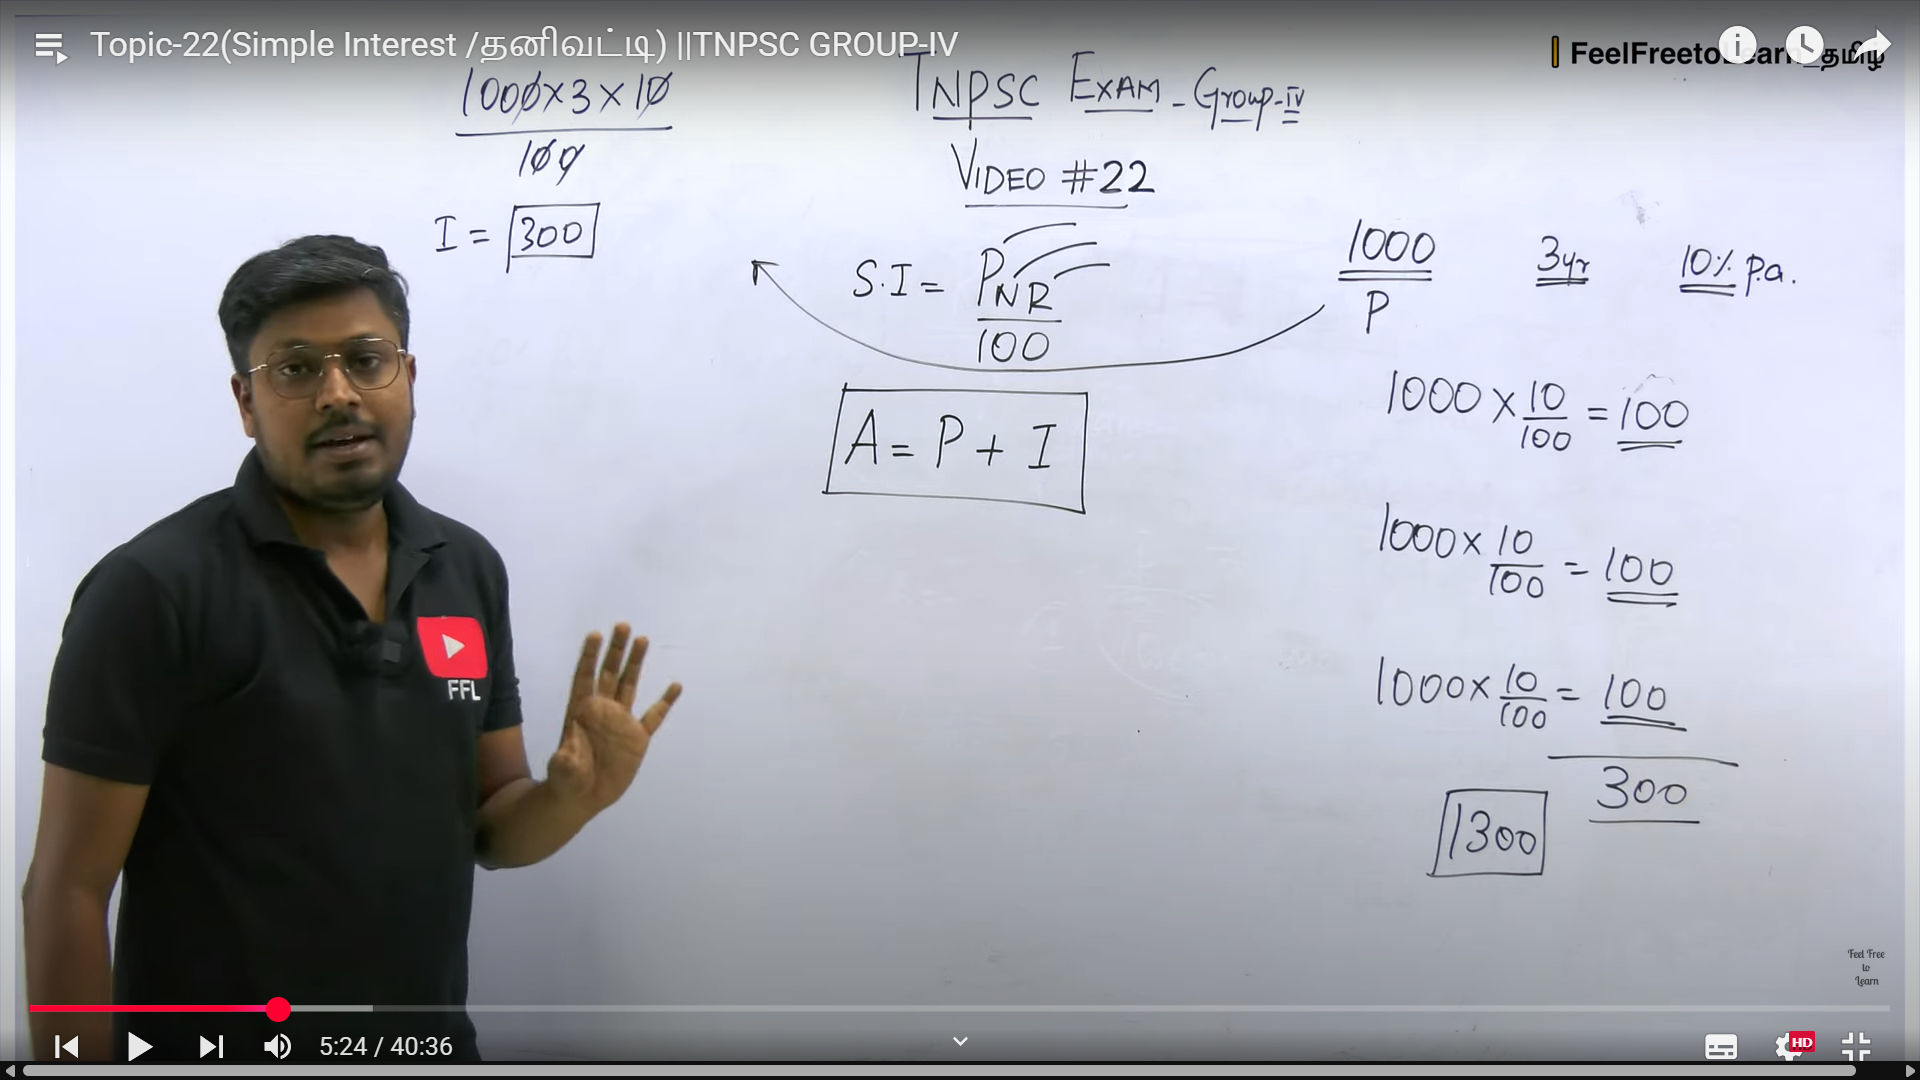 Topic-22(Simple Interest /தனிவட்டி) ||TNPSC GROUP-IV
FeelFreetoLearn_தமிழ்
TNPSC EXAM - Group-IV
VIDEO #22
1000 x 3 x 10
100
I = 300
S.I = PNR
100
A = P + I
1000 3yr 10% p.a.
P
1000 x 10/100 = 100
1000 x 10/100 = 100
1000 x 10/100 = 100
300
1300
FFL
Feel Free
to
Learn
5:24 / 40:36
HD